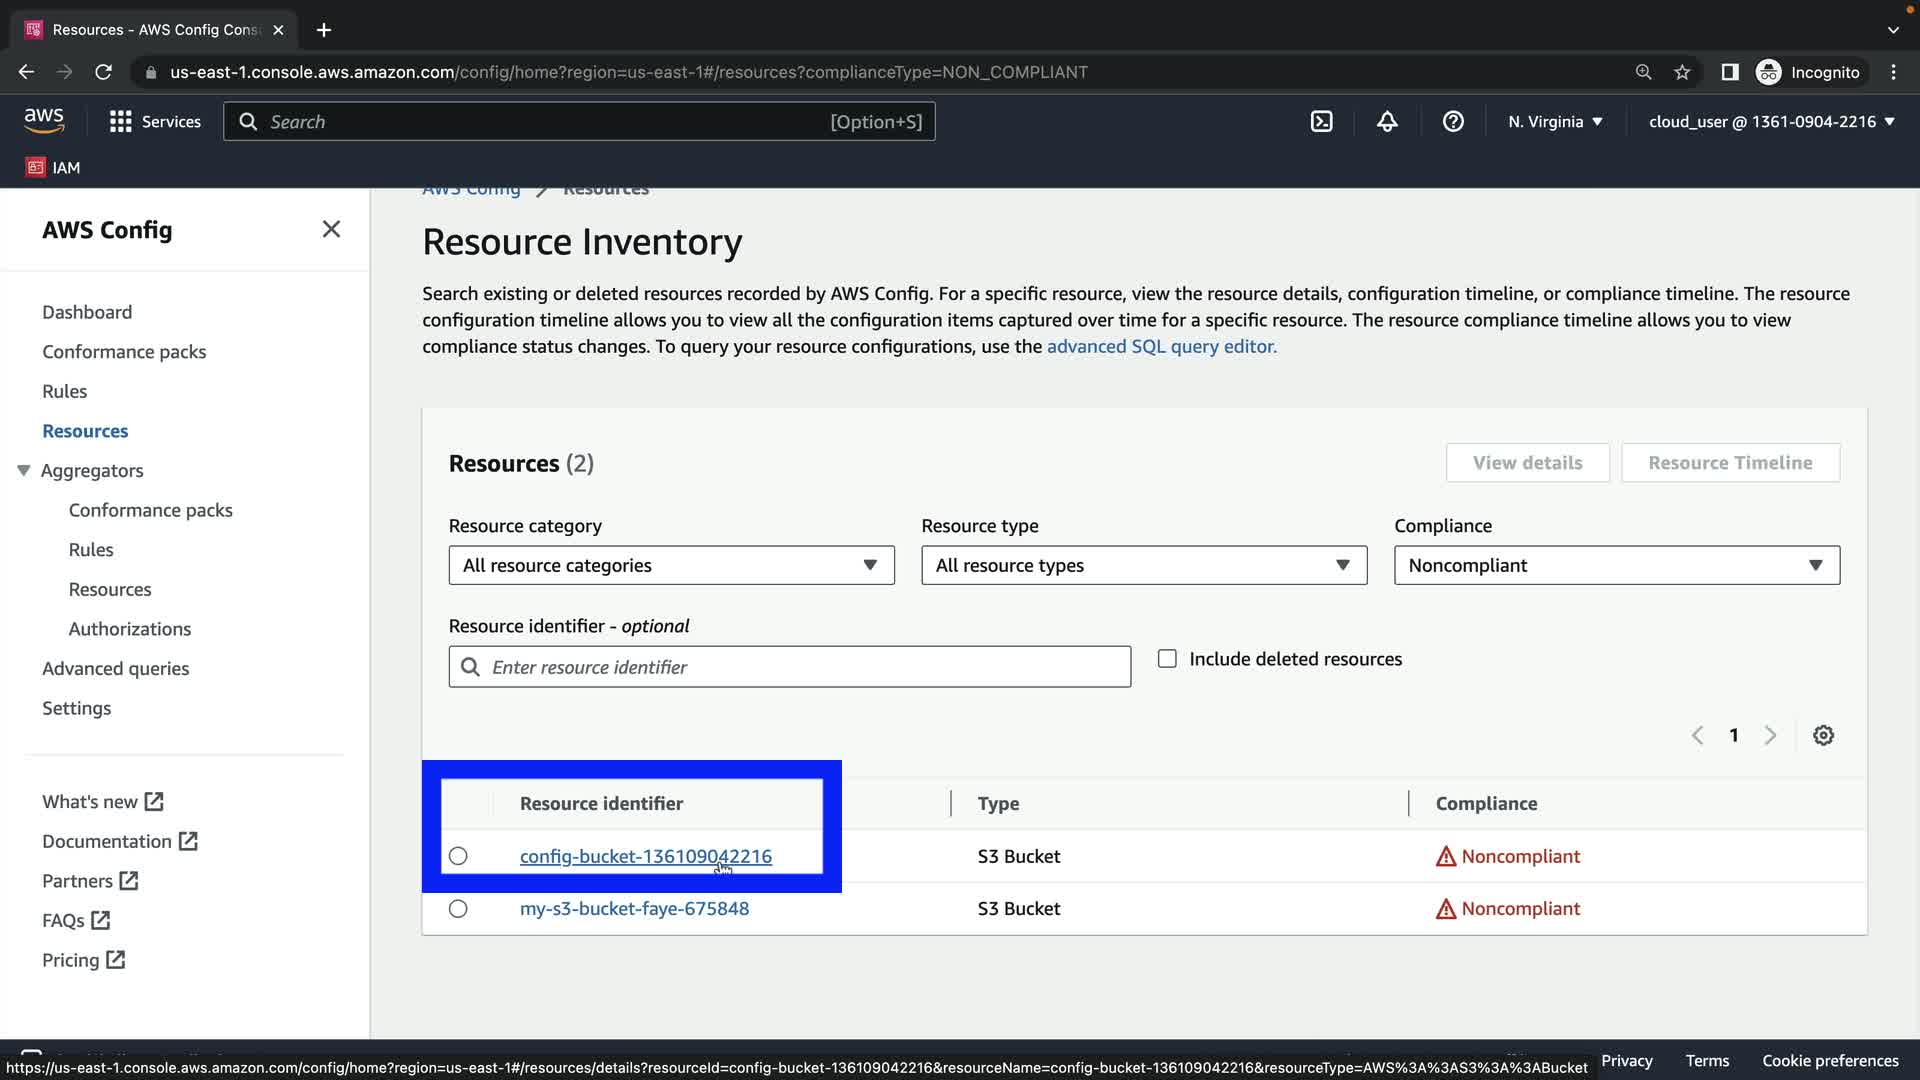 Resources - AWS Config Cons
us-east-1.console.aws.amazon.com/config/home?region=us-east-1#/resources?complianceType=NON_COMPLIANT
Incognito
aws
Services
Search
[Option+S]
N. Virginia
cloud_user @ 1361-0904-2216
IAM
AWS Config
Resources
AWS Config
Dashboard
Conformance packs
Rules
Resources
Aggregators
Conformance packs
Rules
Resources
Authorizations
Advanced queries
Settings
What's new
Documentation
Partners
FAQs
Pricing
Resource Inventory
Search existing or deleted resources recorded by AWS Config. For a specific resource, view the resource details, configuration timeline, or compliance timeline. The resource
configuration timeline allows you to view all the configuration items captured over time for a specific resource. The resource compliance timeline allows you to view
compliance status changes. To query your resource configurations, use the advanced SQL query editor.
Resources (2)
View details
Resource Timeline
Resource category
Resource type
Compliance
All resource categories
All resource types
Noncompliant
Resource identifier - optional
Enter resource identifier
Include deleted resources
1
Resource identifier
Type
Compliance
config-bucket-136109042216
S3 Bucket
Noncompliant
my-s3-bucket-faye-675848
S3 Bucket
Noncompliant
https://us-east-1.console.aws.amazon.com/config/home?region=us-east-1#/resources/details?resourceId=config-bucket-136109042216&resourceName=config-bucket-136109042216&resourceType=AWS%3A%3AS3%3A%3ABucket
Privacy
Terms
Cookie preferences